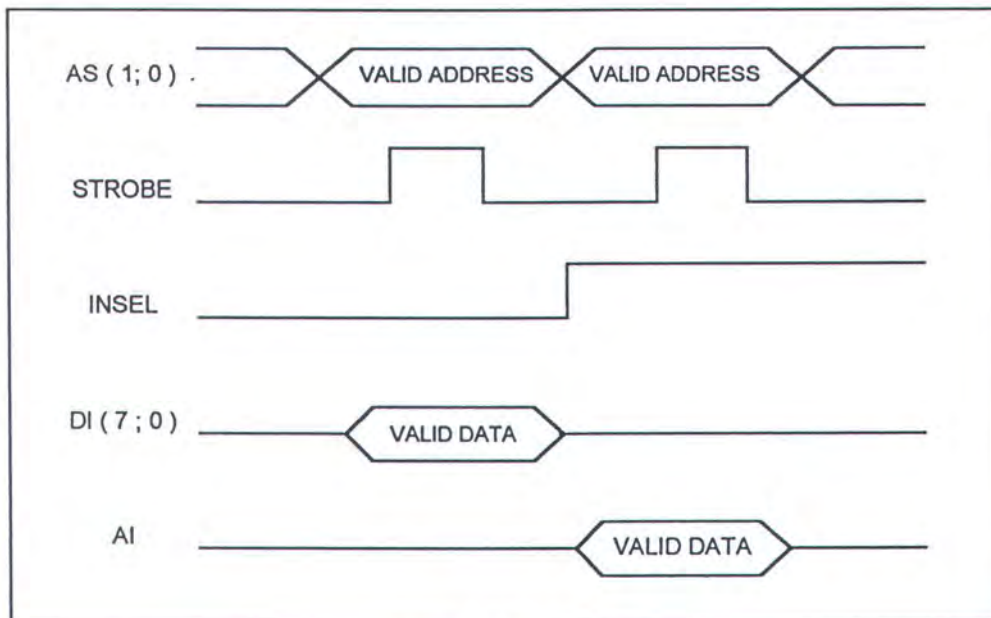 AS ( 1; 0 ) .
VALID ADDRESS VALID ADDRESS
STROBE
INSEL
DI ( 7 ; 0 )
VALID DATA
AI
VALID DATA